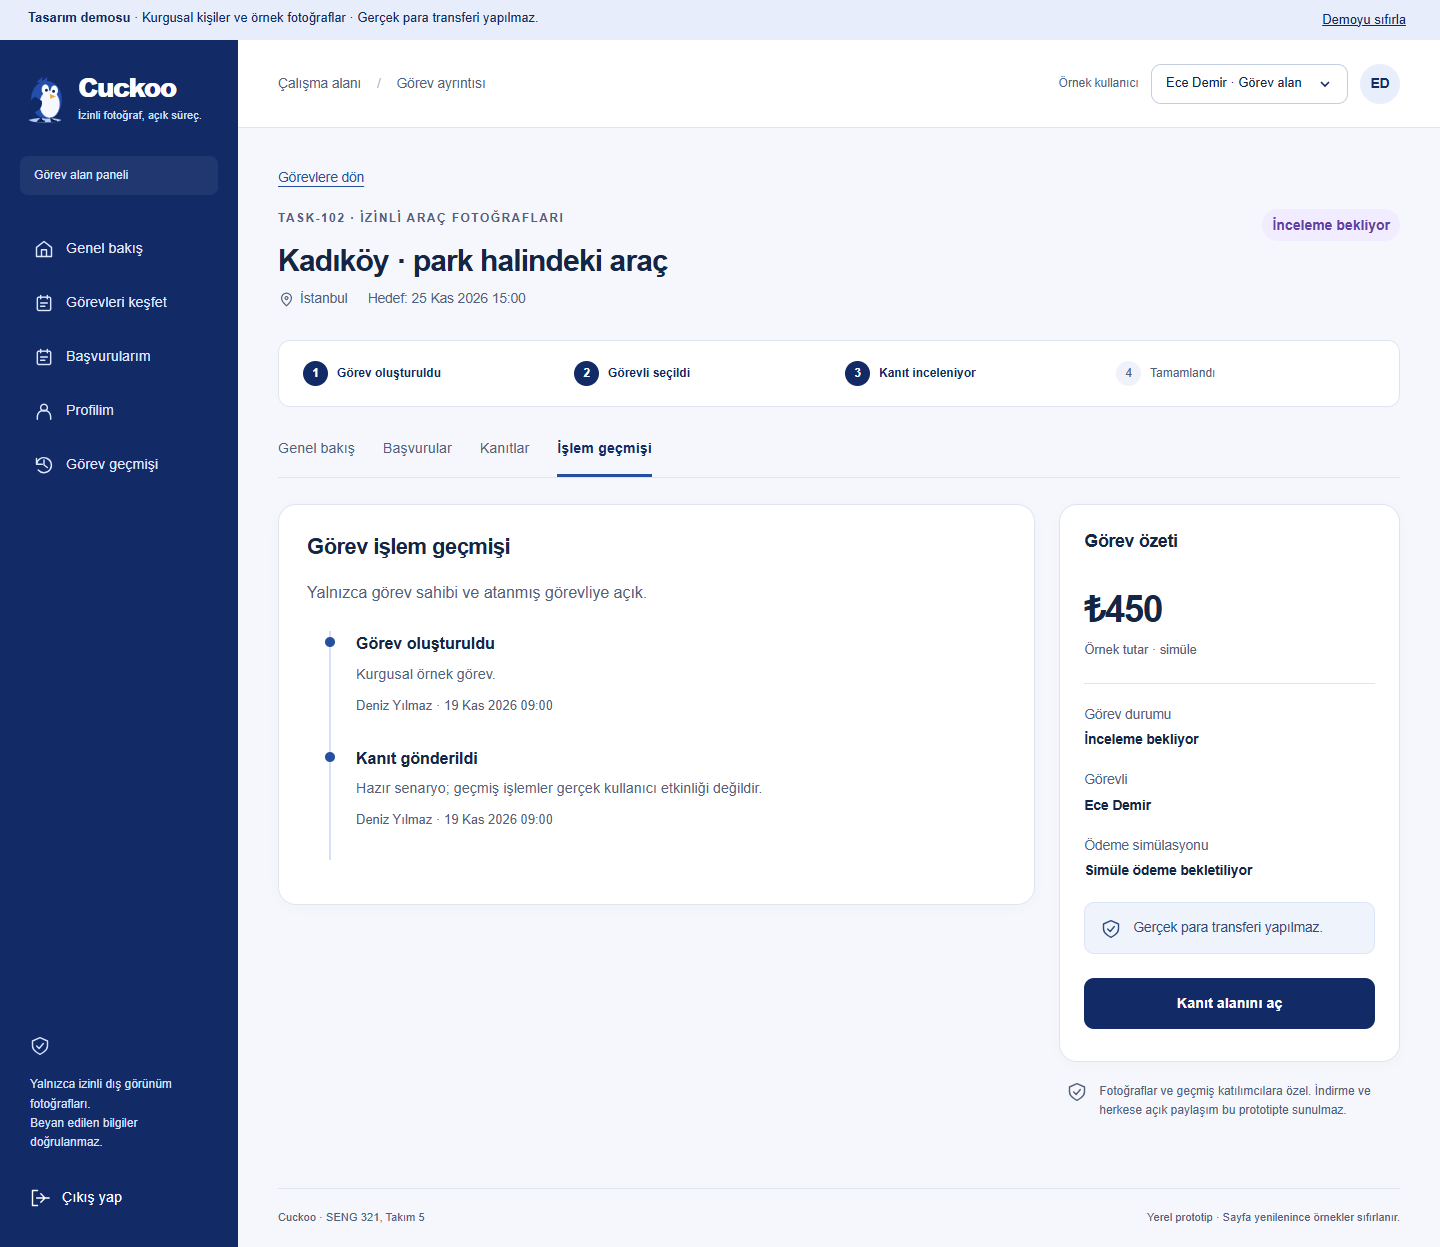 Tasarım demosu · Kurgusal kişiler ve örnek fotoğraflar · Gerçek para transferi yapılmaz.
Demoyu sıfırla
Cuckoo
İzinli fotoğraf, açık süreç.
Çalışma alanı / Görev ayrıntısı
Örnek kullanıcı
Ece Demir · Görev alan
ED
Görev alan paneli
Genel bakış
Görevleri keşfet
Başvurularım
Profilim
Görev geçmişi
Yalnızca izinli dış görünüm
fotoğrafları.
Beyan edilen bilgiler
doğrulanmaz.
Çıkış yap
Görevlere dön
TASK-102 · İZİNLİ ARAÇ FOTOĞRAFLARI
İnceleme bekliyor
Kadıköy · park halindeki araç
İstanbul Hedef: 25 Kas 2026 15:00
1 Görev oluşturuldu
2 Görevli seçildi
3 Kanıt inceleniyor
4 Tamamlandı
Genel bakış
Başvurular
Kanıtlar
İşlem geçmişi
Görev işlem geçmişi
Yalnızca görev sahibi ve atanmış görevliye açık.
Görev oluşturuldu
Kurgusal örnek görev.
Deniz Yılmaz · 19 Kas 2026 09:00
Kanıt gönderildi
Hazır senaryo; geçmiş işlemler gerçek kullanıcı etkinliği değildir.
Deniz Yılmaz · 19 Kas 2026 09:00
Görev özeti
₺450
Örnek tutar · simüle
Görev durumu
İnceleme bekliyor
Görevli
Ece Demir
Ödeme simülasyonu
Simüle ödeme bekletiliyor
Gerçek para transferi yapılmaz.
Kanıt alanını aç
Fotoğraflar ve geçmiş katılımcılara özel. İndirme ve
herkese açık paylaşım bu prototipte sunulmaz.
Cuckoo · SENG 321, Takım 5
Yerel prototip · Sayfa yenilenince örnekler sıfırlanır.